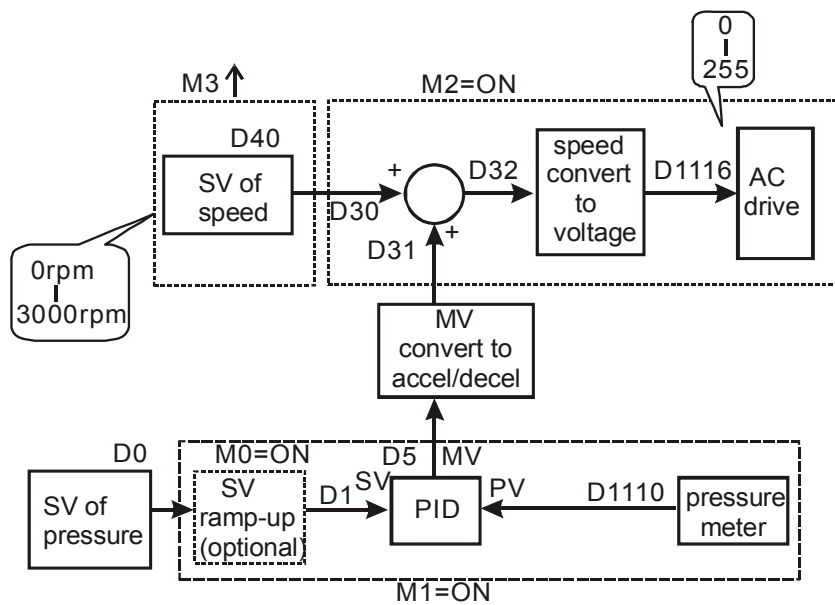 0
255
M3
M2=ON
D40
SV of
speed
D30
+
+
D31
D32
speed
convert
to
voltage
D1116
AC
drive
0rpm
3000rpm
MV
convert to
accel/decel
D0
SV of
pressure
M0=ON
SV
ramp-up
(optional)
D1
SV
D5
MV
PID
PV
D1110
pressure
meter
M1=ON